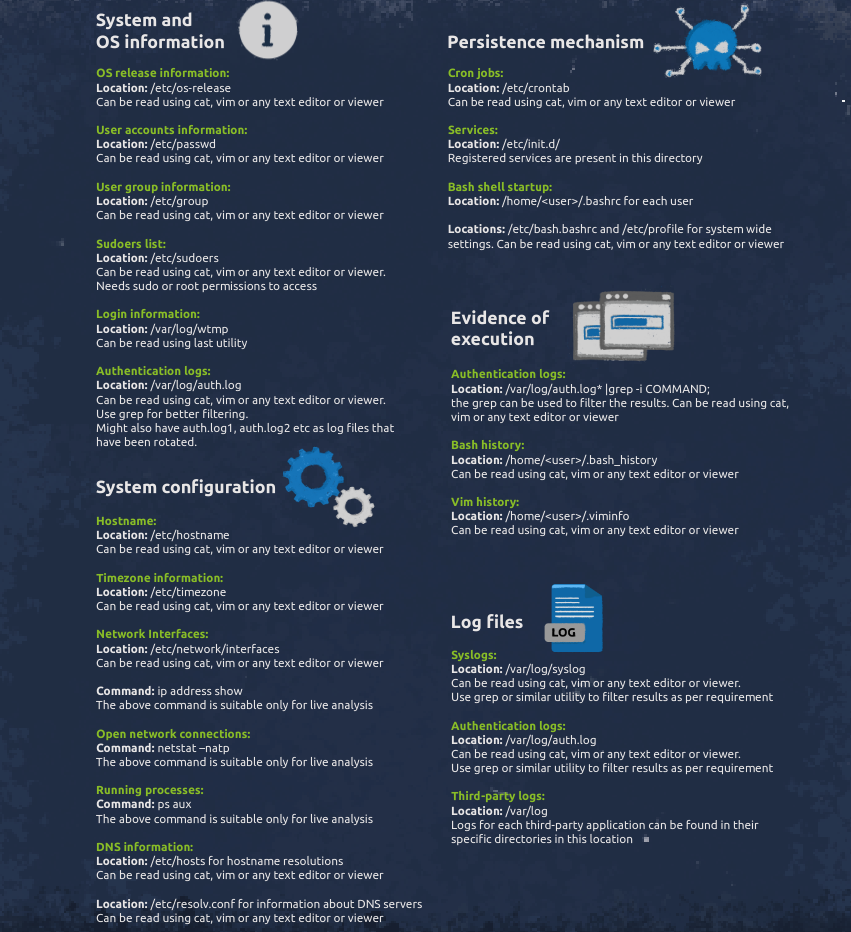 System and
OS information
OS release information:
Location: /etc/os-release
Can be read using cat, vim or any text editor or viewer
User accounts information:
Location: /etc/passwd
Can be read using cat, vim or any text editor or viewer
User group information:
Location: /etc/group
Can be read using cat, vim or any text editor or viewer
Sudoers list:
Location: /etc/sudoers
Can be read using cat, vim or any text editor or viewer.
Needs sudo or root permissions to access
Login information:
Location: /var/log/wtmp
Can be read using last utility
Authentication logs:
Location: /var/log/auth.log
Can be read using cat, vim or any text editor or viewer.
Use grep for better filtering.
Might also have auth.log1, auth.log2 etc as log files that
have been rotated.
System configuration
Hostname:
Location: /etc/hostname
Can be read using cat, vim or any text editor or viewer
Timezone information:
Location: /etc/timezone
Can be read using cat, vim or any text editor or viewer
Network Interfaces:
Location: /etc/network/interfaces
Can be read using cat, vim or any text editor or viewer
Command: ip address show
The above command is suitable only for live analysis
Open network connections:
Command: netstat –natp
The above command is suitable only for live analysis
Running processes:
Command: ps aux
The above command is suitable only for live analysis
DNS information:
Location: /etc/hosts for hostname resolutions
Can be read using cat, vim or any text editor or viewer
Location: /etc/resolv.conf for information about DNS servers
Can be read using cat, vim or any text editor or viewer
Persistence mechanism
Cron jobs:
Location: /etc/crontab
Can be read using cat, vim or any text editor or viewer
Services:
Location: /etc/init.d/
Registered services are present in this directory
Bash shell startup:
Location: /home/<user>/.bashrc for each user
Locations: /etc/bash.bashrc and /etc/profile for system wide
settings. Can be read using cat, vim or any text editor or viewer
Evidence of
execution
Authentication logs:
Location: /var/log/auth.log* |grep -i COMMAND;
the grep can be used to filter the results. Can be read using cat,
vim or any text editor or viewer
Bash history:
Location: /home/<user>/.bash_history
Can be read using cat, vim or any text editor or viewer
Vim history:
Location: /home/<user>/.viminfo
Can be read using cat, vim or any text editor or viewer
Log files
LOG
Syslogs:
Location: /var/log/syslog
Can be read using cat, vim or any text editor or viewer.
Use grep or similar utility to filter results as per requirement
Authentication logs:
Location: /var/log/auth.log
Can be read using cat, vim or any text editor or viewer.
Use grep or similar utility to filter results as per requirement
Third-party logs:
Location: /var/log
Logs for each third-party application can be found in their
specific directories in this location